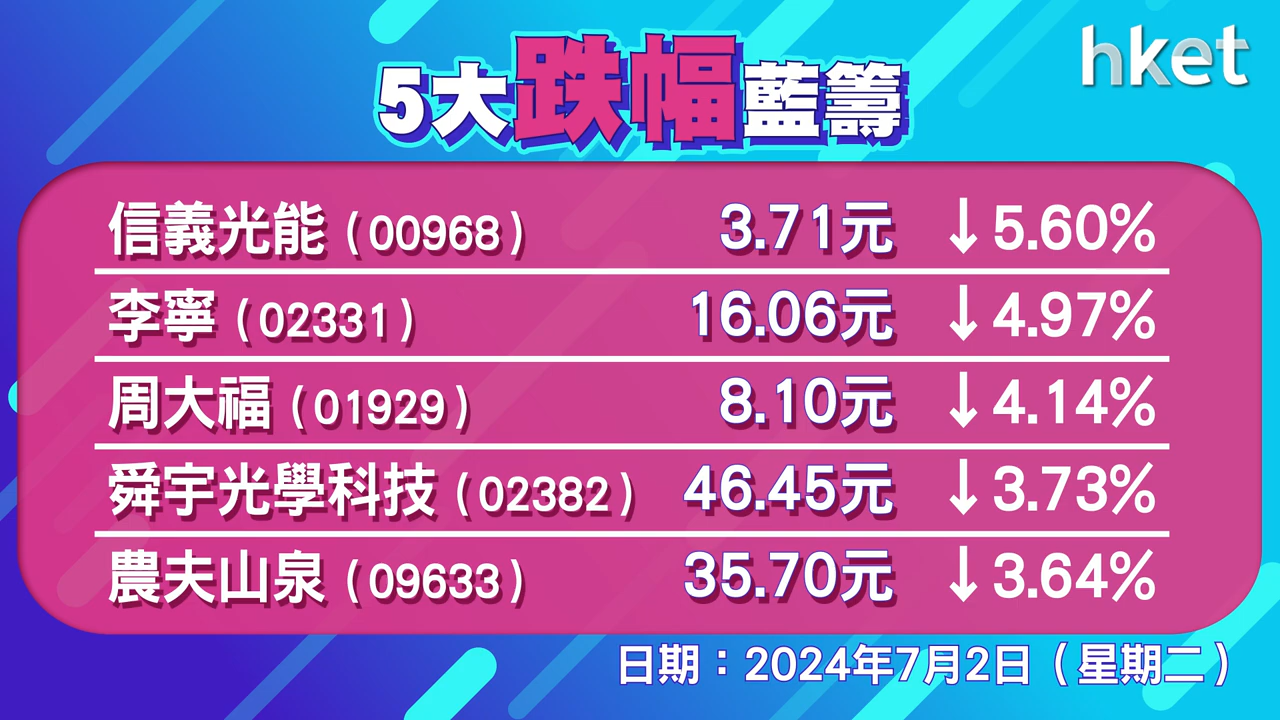 hket
5大跌幅藍籌
信義光能（00968） 3.71元 ↓5.60%
李寧（02331） 16.06元 ↓4.97%
周大福（01929） 8.10元 ↓4.14%
舜宇光學科技（02382） 46.45元 ↓3.73%
農夫山泉（09633） 35.70元 ↓3.64%
日期：2024年7月2日（星期二）